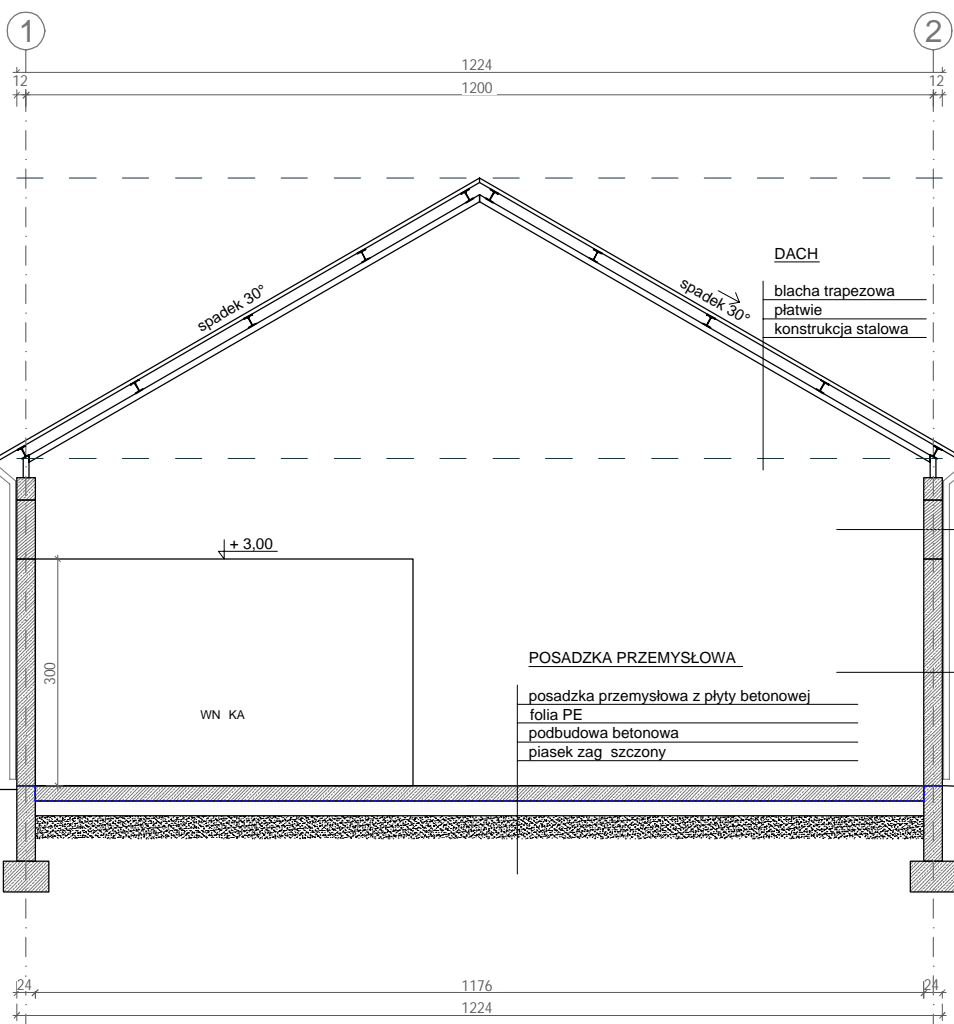 1
2
1224
12
12
1200
DACH
spadek 30°
spadek 30°
blacha trapezowa
płatwie
konstrukcja stalowa
+ 3,00
300
POSADZKA PRZEMYSŁOWA
posadzka przemysłowa z płyty betonowej
WN KA
folia PE
podbudowa betonowa
piasek zag szczony
24
1176
24
1224